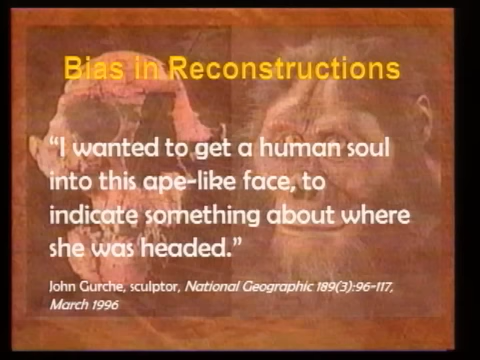 Bias in Reconstructions
“I wanted to get a human soul
into this ape-like face, to
indicate something about where
she was headed.”
John Gurche, sculptor, National Geographic 189(3):96-117,
March 1996